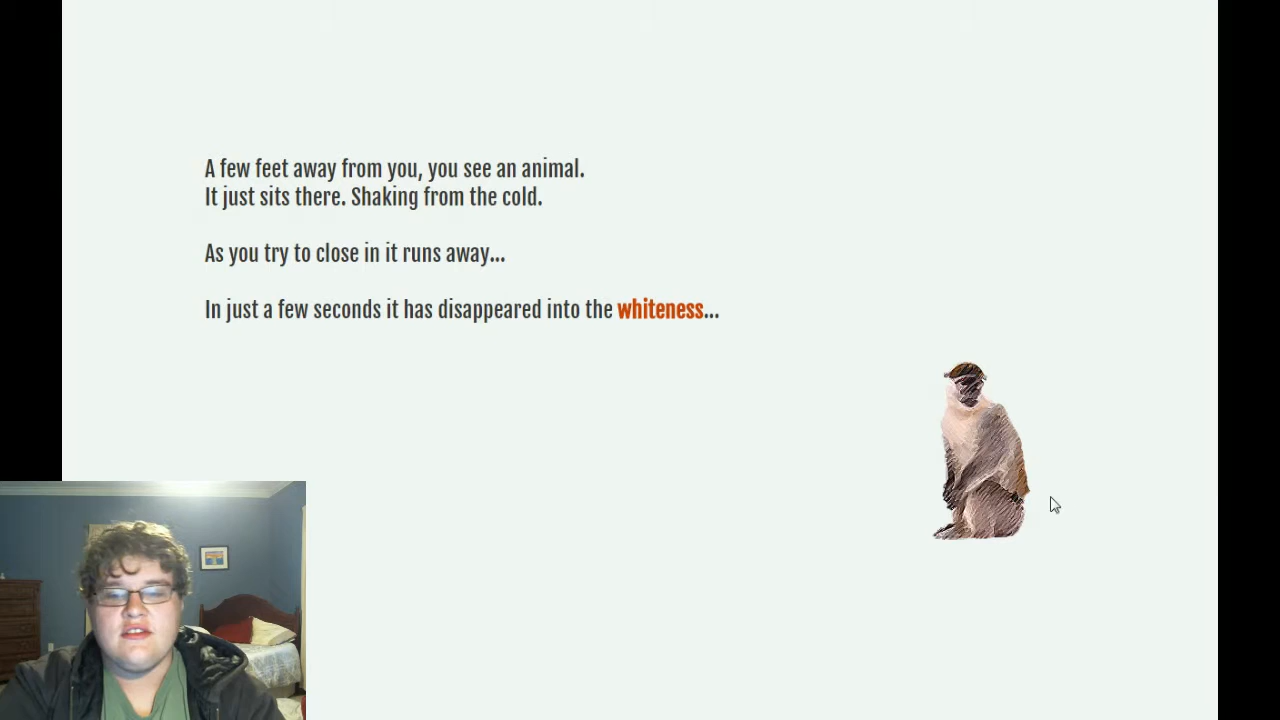 A few feet away from you, you see an animal.
It just sits there. Shaking from the cold.
As you try to close in it runs away...
In just a few seconds it has disappeared into the whiteness...